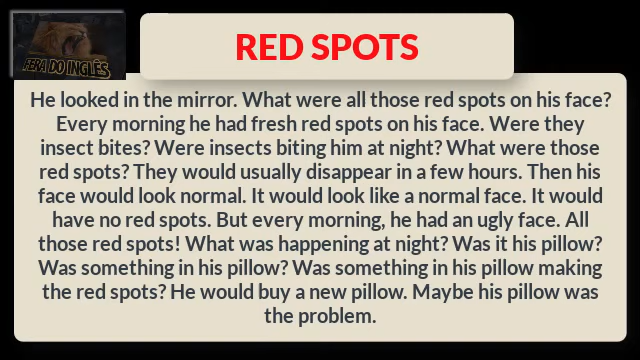 FERA DO INGLÊS
RED SPOTS
He looked in the mirror. What were all those red spots on his face?
Every morning he had fresh red spots on his face. Were they
insect bites? Were insects biting him at night? What were those
red spots? They would usually disappear in a few hours. Then his
face would look normal. It would look like a normal face. It would
have no red spots. But every morning, he had an ugly face. All
those red spots! What was happening at night? Was it his pillow?
Was something in his pillow? Was something in his pillow making
the red spots? He would buy a new pillow. Maybe his pillow was
the problem.